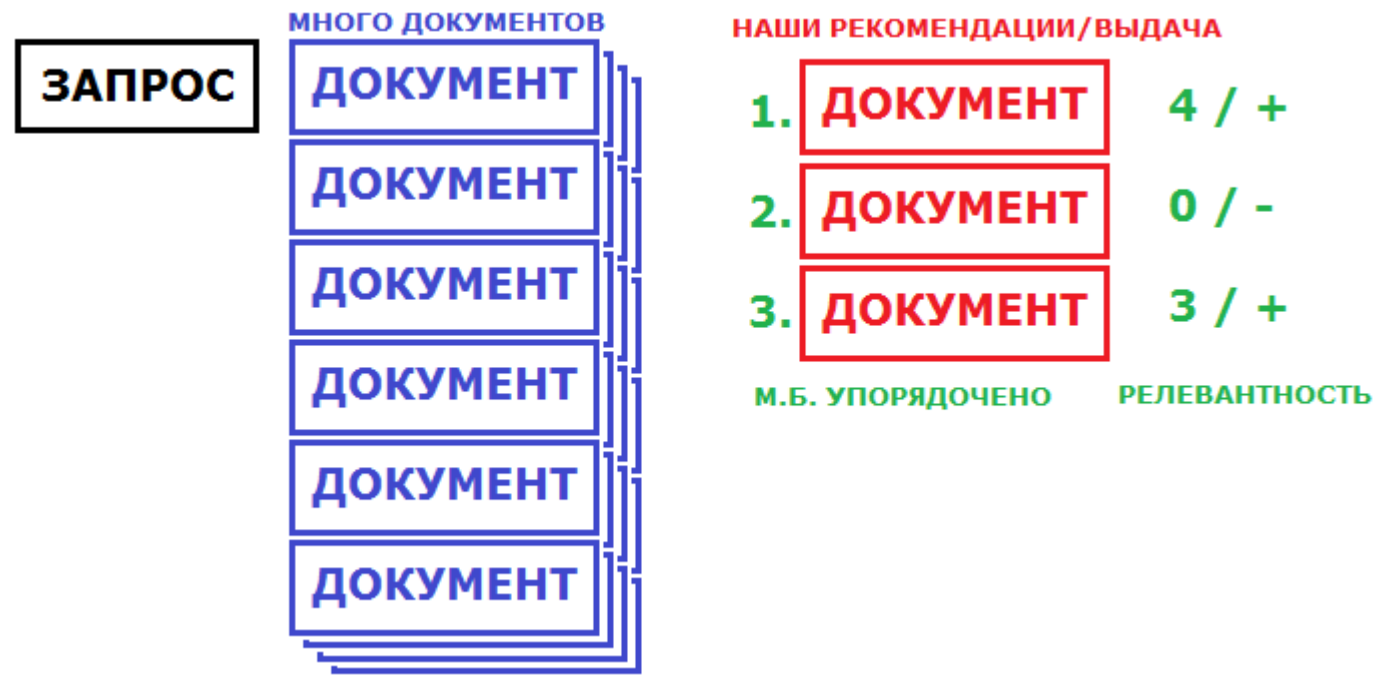 МНОГО ДОКУМЕНТОВ
ЗАПРОС
ДОКУМЕНТ
ДОКУМЕНТ
ДОКУМЕНТ
ДОКУМЕНТ
ДОКУМЕНТ
ДОКУМЕНТ
НАШИ РЕКОМЕНДАЦИИ/ВЫДАЧА
1. ДОКУМЕНТ 4 / +
2. ДОКУМЕНТ 0 / -
3. ДОКУМЕНТ 3 / +
М.Б. УПОРЯДОЧЕНО
РЕЛЕВАНТНОСТЬ